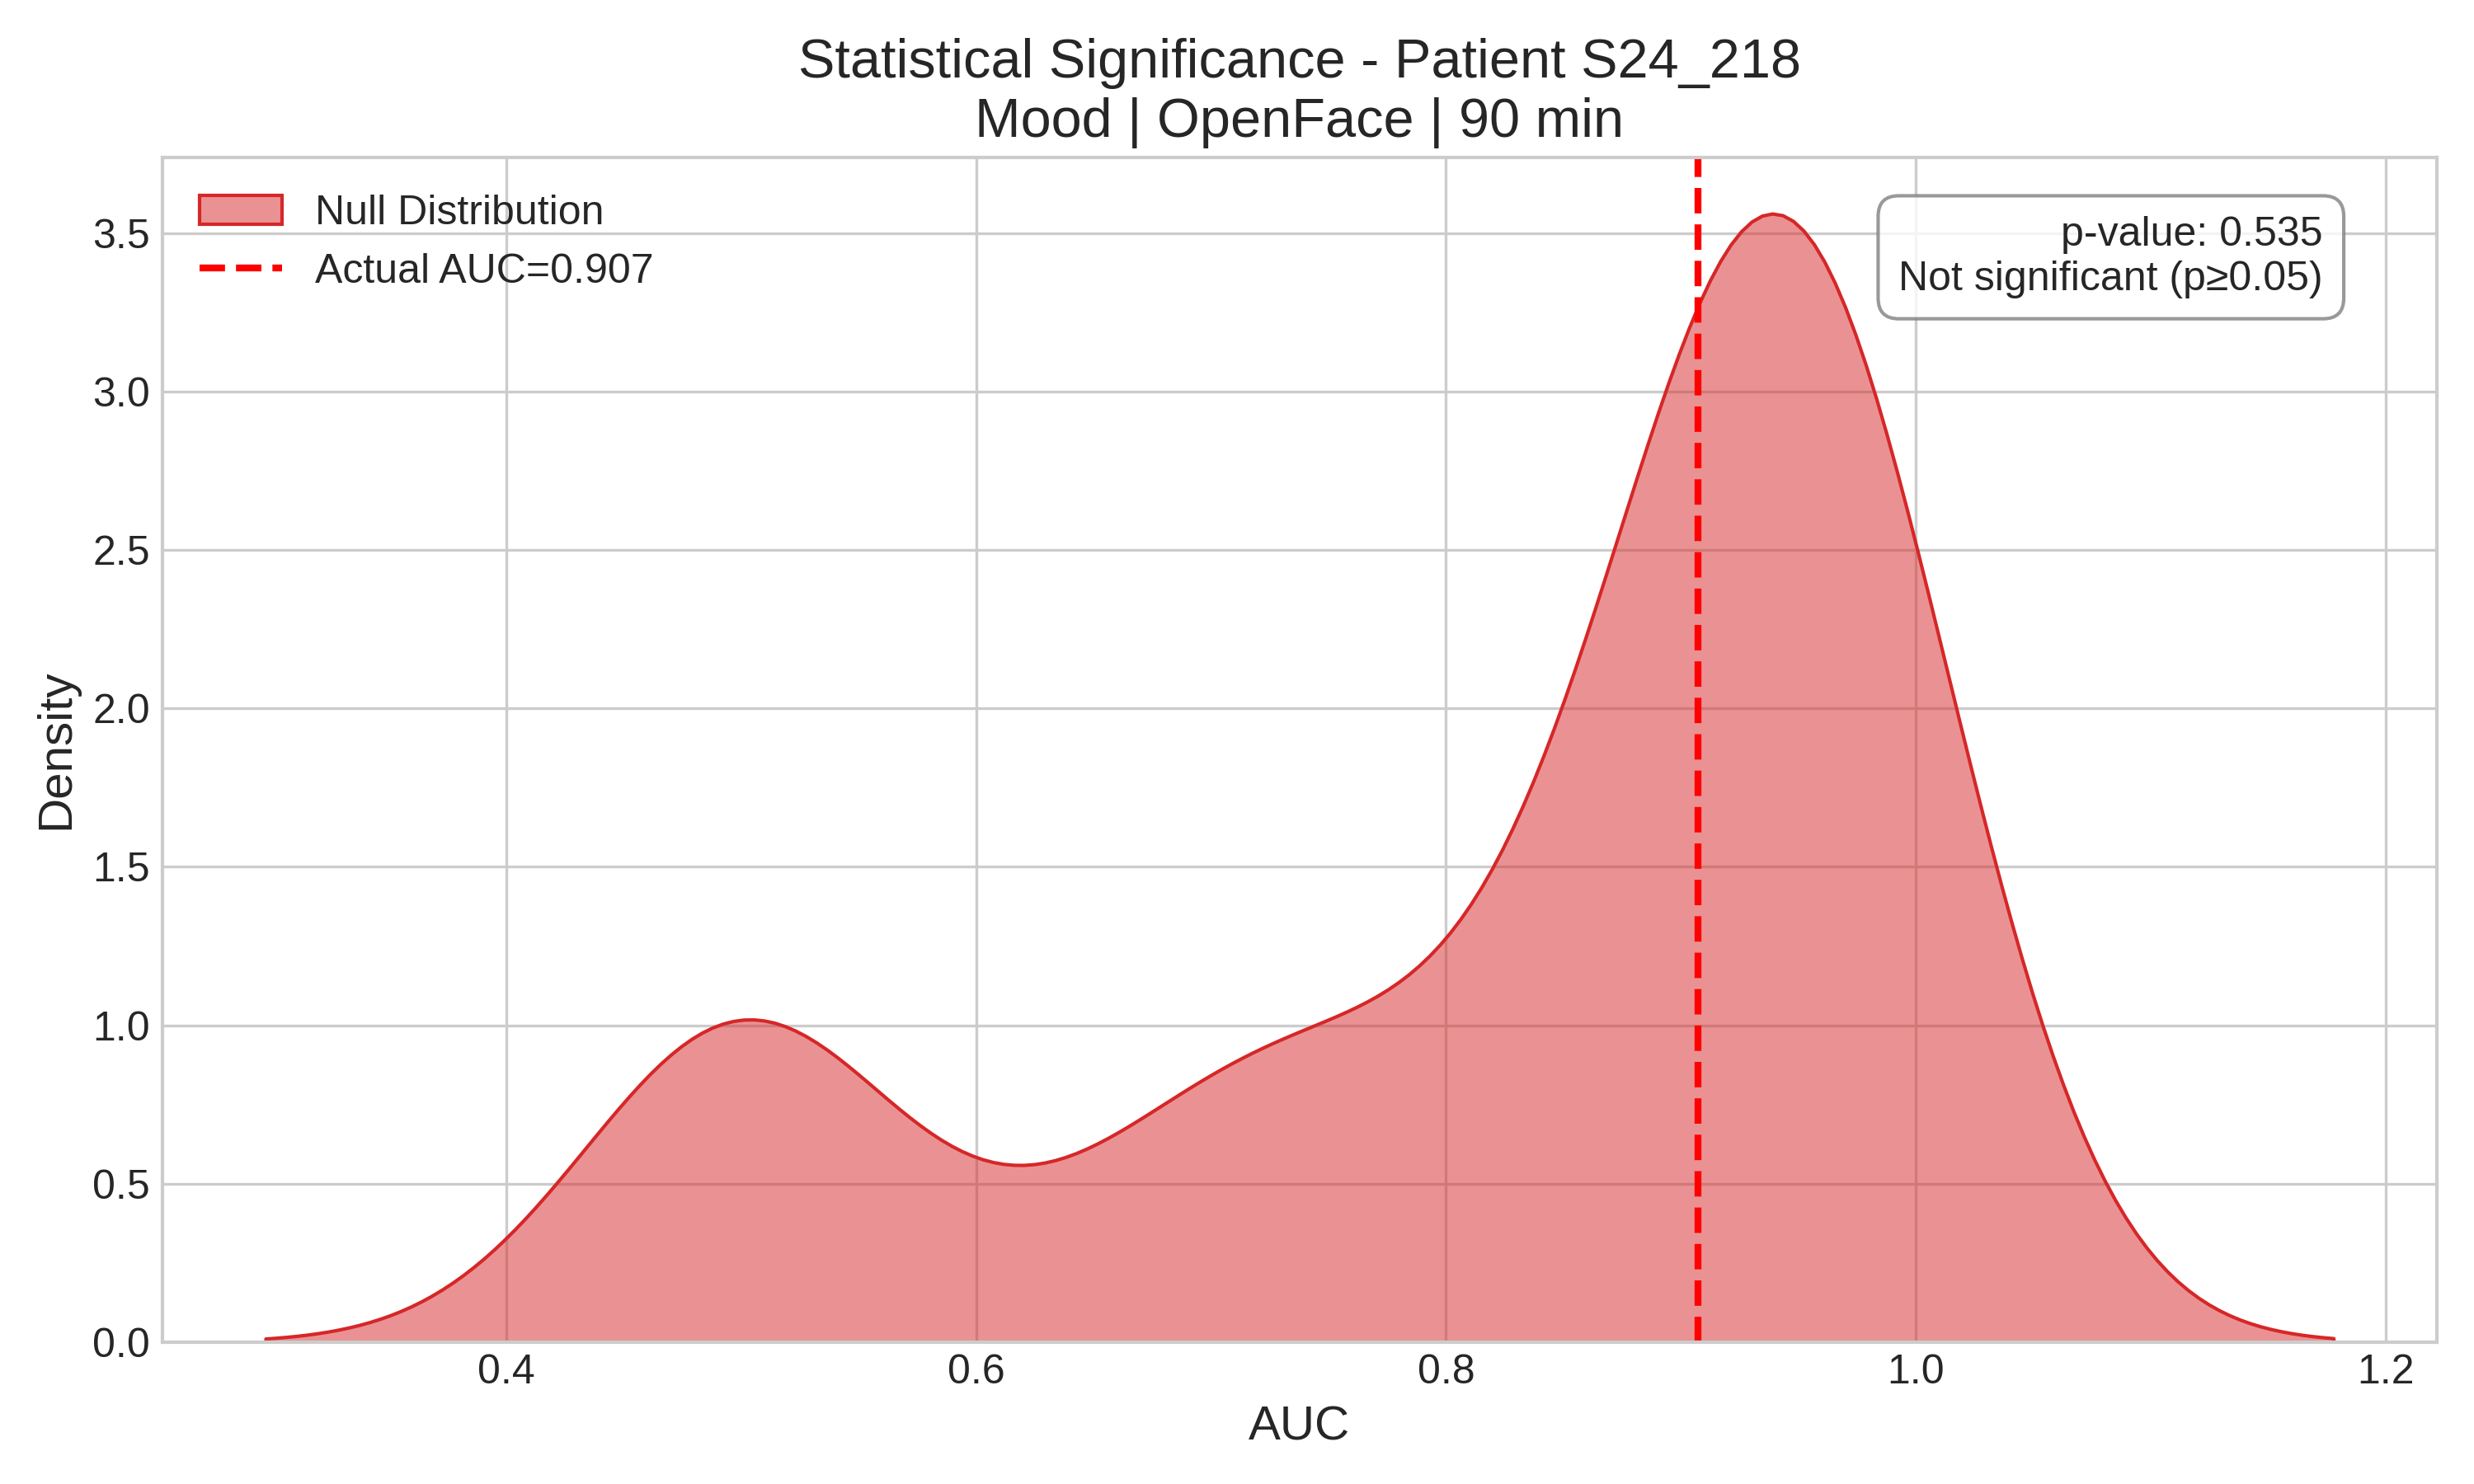 Statistical Significance - Patient S24_218
Mood | OpenFace | 90 min
Null Distribution
Actual AUC=0.907
p-value: 0.535
Not significant (p≥0.05)
Density
3.5
3.0
2.5
2.0
1.5
1.0
0.5
0.0
0.4
0.6
0.8
1.0
1.2
AUC